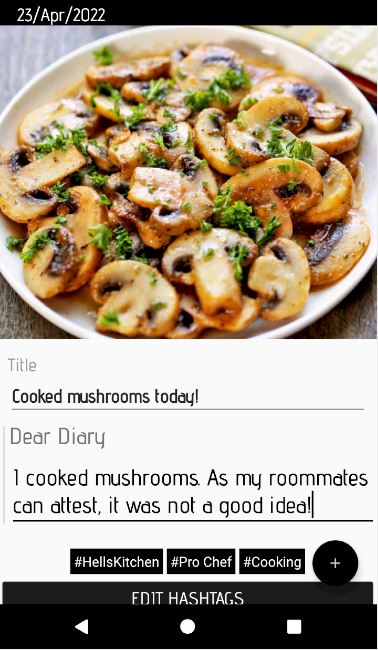 23/Apr/2022
Title
Cooked mushrooms today!
Dear Diary
I cooked mushrooms. As my roommates
can attest, it was not a good idea!
#HellsKitchen #Pro Chef #Cooking
+
EDIT HASHTAGS